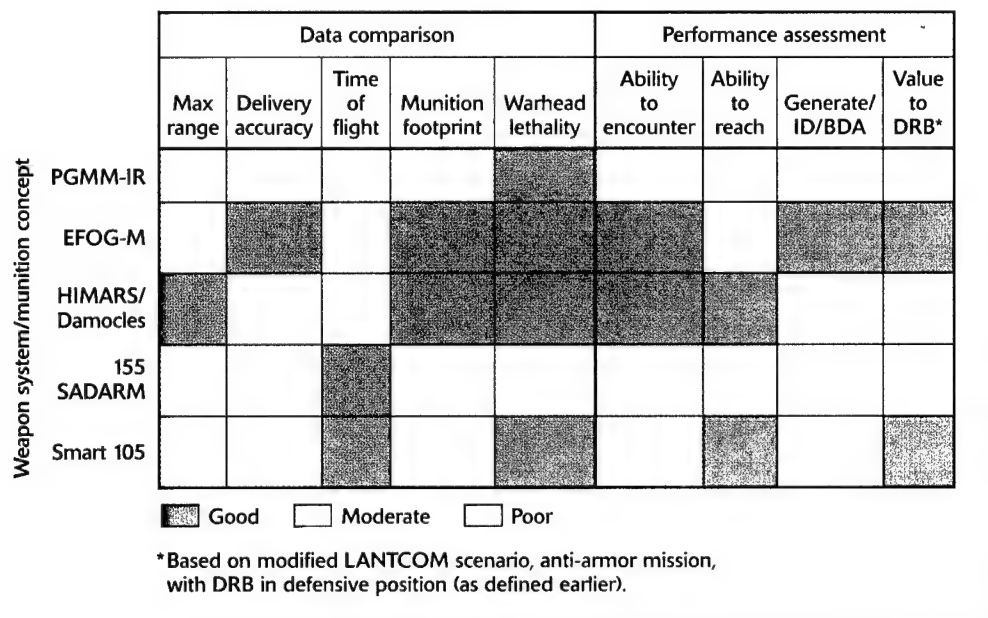 Data comparison Performance assessment
Max range Delivery accuracy Time of flight Munition footprint Warhead lethality Ability to encounter Ability to reach Generate/ ID/BDA Value to DRB*
Weapon system/munition concept
PGMM-IR
EFOG-M
HIMARS/
Damocles
155
SADARM
Smart 105
Good Moderate Poor
*Based on modified LANTCOM scenario, anti-armor mission,
with DRB in defensive position (as defined earlier).